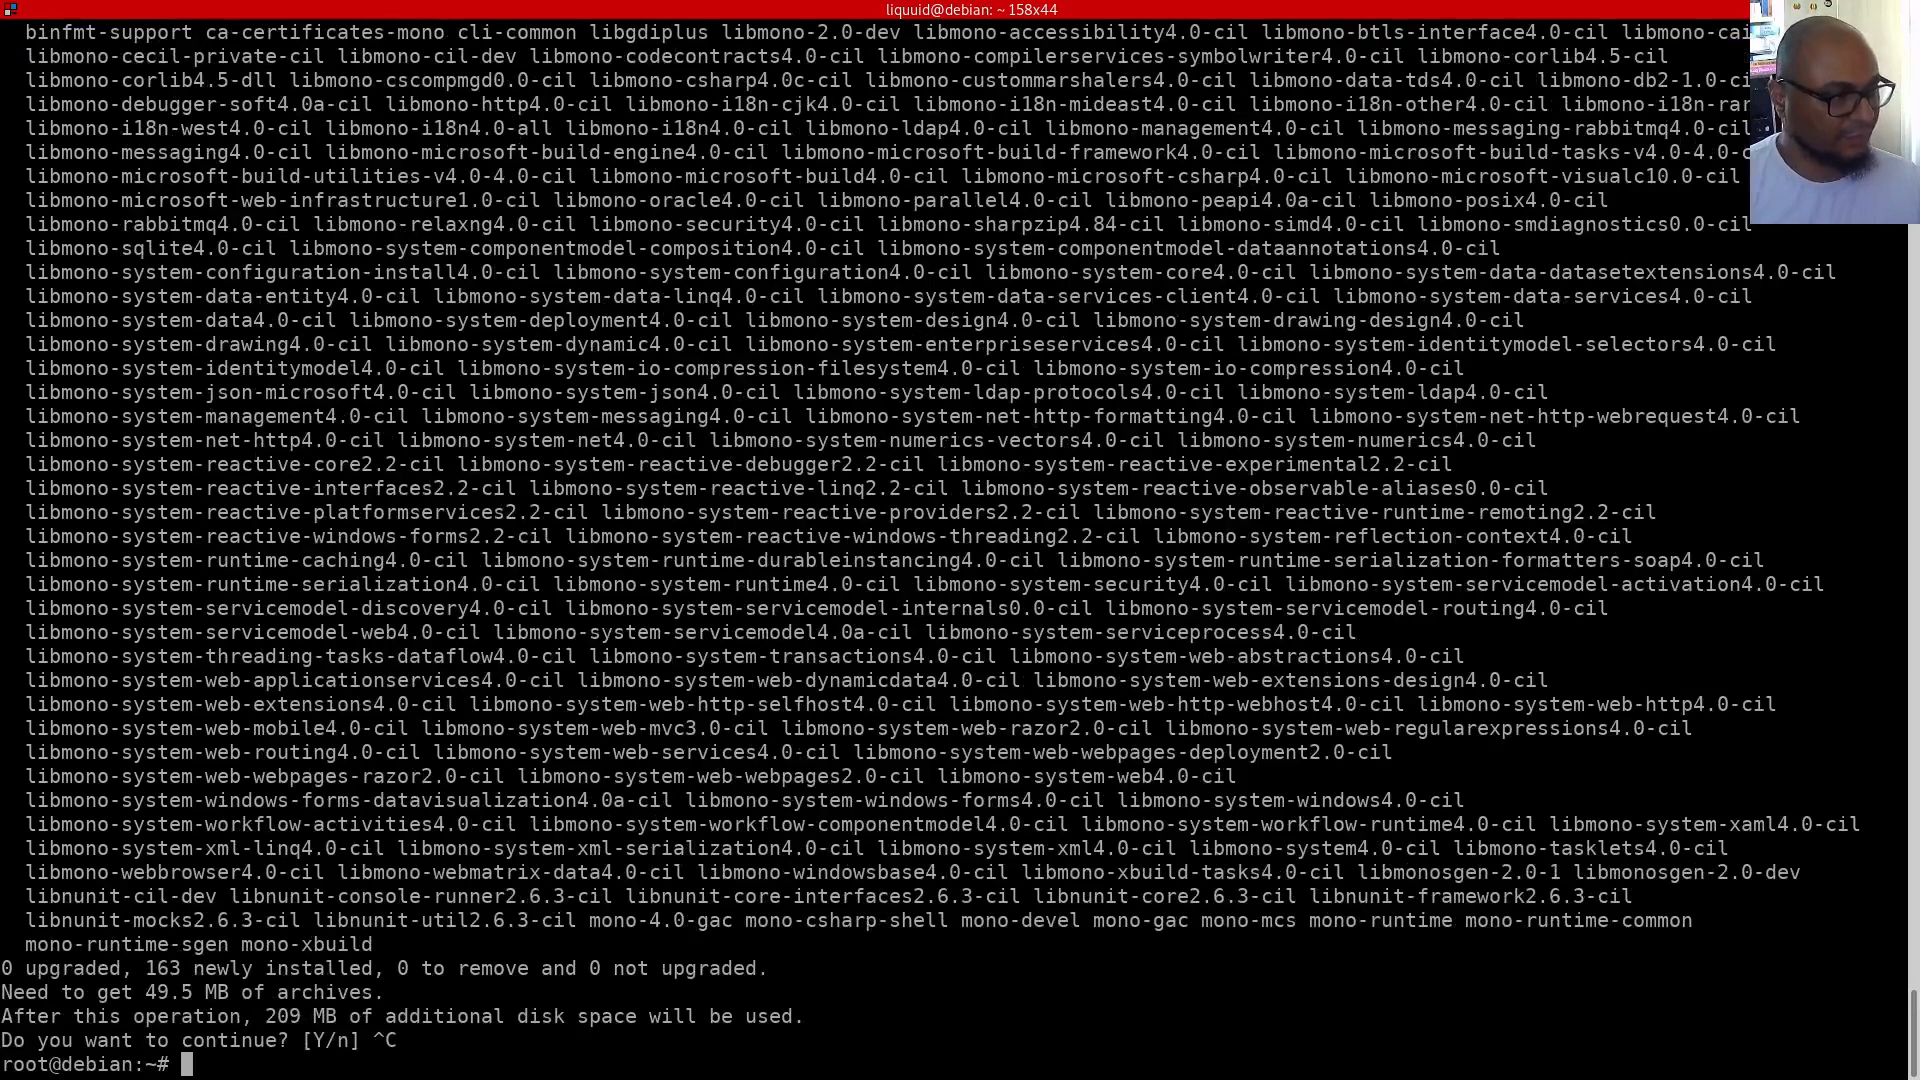 liquuid@debian: ~ 158x44
binfmt-support ca-certificates-mono cli-common libgdiplus libmono-2.0-dev libmono-accessibility4.0-cil libmono-btls-interface4.0-cil
libmono-cecil-private-cil libmono-cil-dev libmono-codecontracts4.0-cil libmono-compilerservices-symbolwriter4.0-cil libmono-corlib4.5-cil
libmono-corlib4.5-dll libmono-cscompmgd0.0-cil libmono-csharp4.0c-cil libmono-custommarshalers4.0-cil libmono-data-tds4.0-cil
libmono-debugger-soft4.0a-cil libmono-http4.0-cil libmono-i18n-cjk4.0-cil libmono-i18n-mideast4.0-cil libmono-i18n-other4.0-cil
libmono-i18n-west4.0-cil libmono-i18n4.0-all libmono-i18n4.0-cil libmono-ldap4.0-cil libmono-management4.0-cil libmono-messaging-rabbitmq4.0-cil
libmono-messaging4.0-cil libmono-microsoft-build-engine4.0-cil libmono-microsoft-build-framework4.0-cil
libmono-microsoft-build-utilities-v4.0-4.0-cil libmono-microsoft-build4.0-cil libmono-microsoft-csharp4.0-cil libmono-microsoft-visualc10.0-cil
libmono-microsoft-web-infrastructure1.0-cil libmono-oracle4.0-cil libmono-parallel4.0-cil libmono-peapi4.0a-cil libmono-posix4.0-cil
libmono-rabbitmq4.0-cil libmono-relaxng4.0-cil libmono-security4.0-cil libmono-sharpzip4.84-cil libmono-simd4.0-cil libmono-smdiagnostics0.0-cil
libmono-sqlite4.0-cil libmono-system-componentmodel-composition4.0-cil libmono-system-componentmodel-dataannotations4.0-cil
libmono-system-configuration-install4.0-cil libmono-system-configuration4.0-cil libmono-system-core4.0-cil libmono-system-data-datasetextensions4.0-cil
libmono-system-data-entity4.0-cil libmono-system-data-linq4.0-cil libmono-system-data-services-client4.0-cil libmono-system-data-services4.0-cil
libmono-system-data4.0-cil libmono-system-deployment4.0-cil libmono-system-design4.0-cil libmono-system-drawing-design4.0-cil
libmono-system-drawing4.0-cil libmono-system-dynamic4.0-cil libmono-system-enterpriseservices4.0-cil libmono-system-identitymodel-selectors4.0-cil
libmono-system-identitymodel4.0-cil libmono-system-io-compression-filesystem4.0-cil libmono-system-io-compression4.0-cil
libmono-system-json-microsoft4.0-cil libmono-system-json4.0-cil libmono-system-ldap-protocols4.0-cil libmono-system-ldap4.0-cil
libmono-system-management4.0-cil libmono-system-messaging4.0-cil libmono-system-net-http-formatting4.0-cil libmono-system-net-http-webrequest4.0-cil
libmono-system-net-http4.0-cil libmono-system-net4.0-cil libmono-system-numerics-vectors4.0-cil libmono-system-numerics4.0-cil
libmono-system-reactive-core2.2-cil libmono-system-reactive-debugger2.2-cil libmono-system-reactive-experimental2.2-cil
libmono-system-reactive-interfaces2.2-cil libmono-system-reactive-linq2.2-cil libmono-system-reactive-observable-aliases0.0-cil
libmono-system-reactive-platformservices2.2-cil libmono-system-reactive-providers2.2-cil libmono-system-reactive-runtime-remoting2.2-cil
libmono-system-reactive-windows-forms2.2-cil libmono-system-reactive-windows-threading2.2-cil libmono-system-reflection-context4.0-cil
libmono-system-runtime-caching4.0-cil libmono-system-runtime-durableinstancing4.0-cil libmono-system-runtime-serialization-formatters-soap4.0-cil
libmono-system-runtime-serialization4.0-cil libmono-system-runtime4.0-cil libmono-system-security4.0-cil libmono-system-servicemodel-activation4.0-cil
libmono-system-servicemodel-discovery4.0-cil libmono-system-servicemodel-internals0.0-cil libmono-system-servicemodel-routing4.0-cil
libmono-system-servicemodel-web4.0-cil libmono-system-servicemodel4.0a-cil libmono-system-serviceprocess4.0-cil
libmono-system-threading-tasks-dataflow4.0-cil libmono-system-transactions4.0-cil libmono-system-web-abstractions4.0-cil
libmono-system-web-applicationservices4.0-cil libmono-system-web-dynamicdata4.0-cil libmono-system-web-extensions-design4.0-cil
libmono-system-web-extensions4.0-cil libmono-system-web-http-selfhost4.0-cil libmono-system-web-http-webhost4.0-cil libmono-system-web-http4.0-cil
libmono-system-web-mobile4.0-cil libmono-system-web-mvc3.0-cil libmono-system-web-razor2.0-cil libmono-system-web-regularexpressions4.0-cil
libmono-system-web-routing4.0-cil libmono-system-web-services4.0-cil libmono-system-web-webpages-deployment2.0-cil
libmono-system-web-webpages-razor2.0-cil libmono-system-web-webpages2.0-cil libmono-system-web4.0-cil
libmono-system-windows-forms-datavisualization4.0a-cil libmono-system-windows-forms4.0-cil libmono-system-windows4.0-cil
libmono-system-workflow-activities4.0-cil libmono-system-workflow-componentmodel4.0-cil libmono-system-workflow-runtime4.0-cil libmono-system-xaml4.0-cil
libmono-system-xml-linq4.0-cil libmono-system-xml-serialization4.0-cil libmono-system-xml4.0-cil libmono-system4.0-cil libmono-tasklets4.0-cil
libmono-webbrowser4.0-cil libmono-webmatrix-data4.0-cil libmono-windowsbase4.0-cil libmono-xbuild-tasks4.0-cil libmonosgen-2.0-1 libmonosgen-2.0-dev
libnunit-cil-dev libnunit-console-runner2.6.3-cil libnunit-core-interfaces2.6.3-cil libnunit-core2.6.3-cil libnunit-framework2.6.3-cil
libnunit-mocks2.6.3-cil libnunit-util2.6.3-cil mono-4.0-gac mono-csharp-shell mono-devel mono-gac mono-mcs mono-runtime mono-runtime-common
mono-runtime-sgen mono-xbuild
0 upgraded, 163 newly installed, 0 to remove and 0 not upgraded.
Need to get 49.5 MB of archives.
After this operation, 209 MB of additional disk space will be used.
Do you want to continue? [Y/n] ^C
root@debian:~#